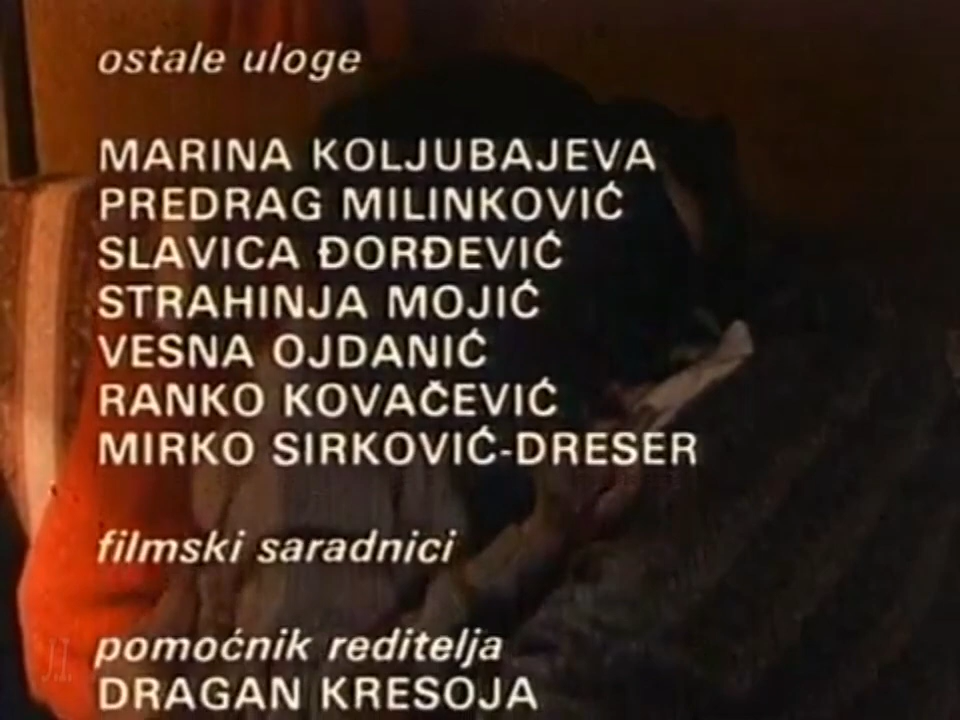 ostale uloge
MARINA KOLJUBAJEVA
PREDRAG MILINKOVIĆ
SLAVICA ĐORĐEVIĆ
STRAHINJA MOJIĆ
VESNA OJDANIĆ
RANKO KOVAČEVIĆ
MIRKO SIRKOVIĆ-DRESER
filmski saradnici
pomoćnik reditelja
DRAGAN KRESOJA